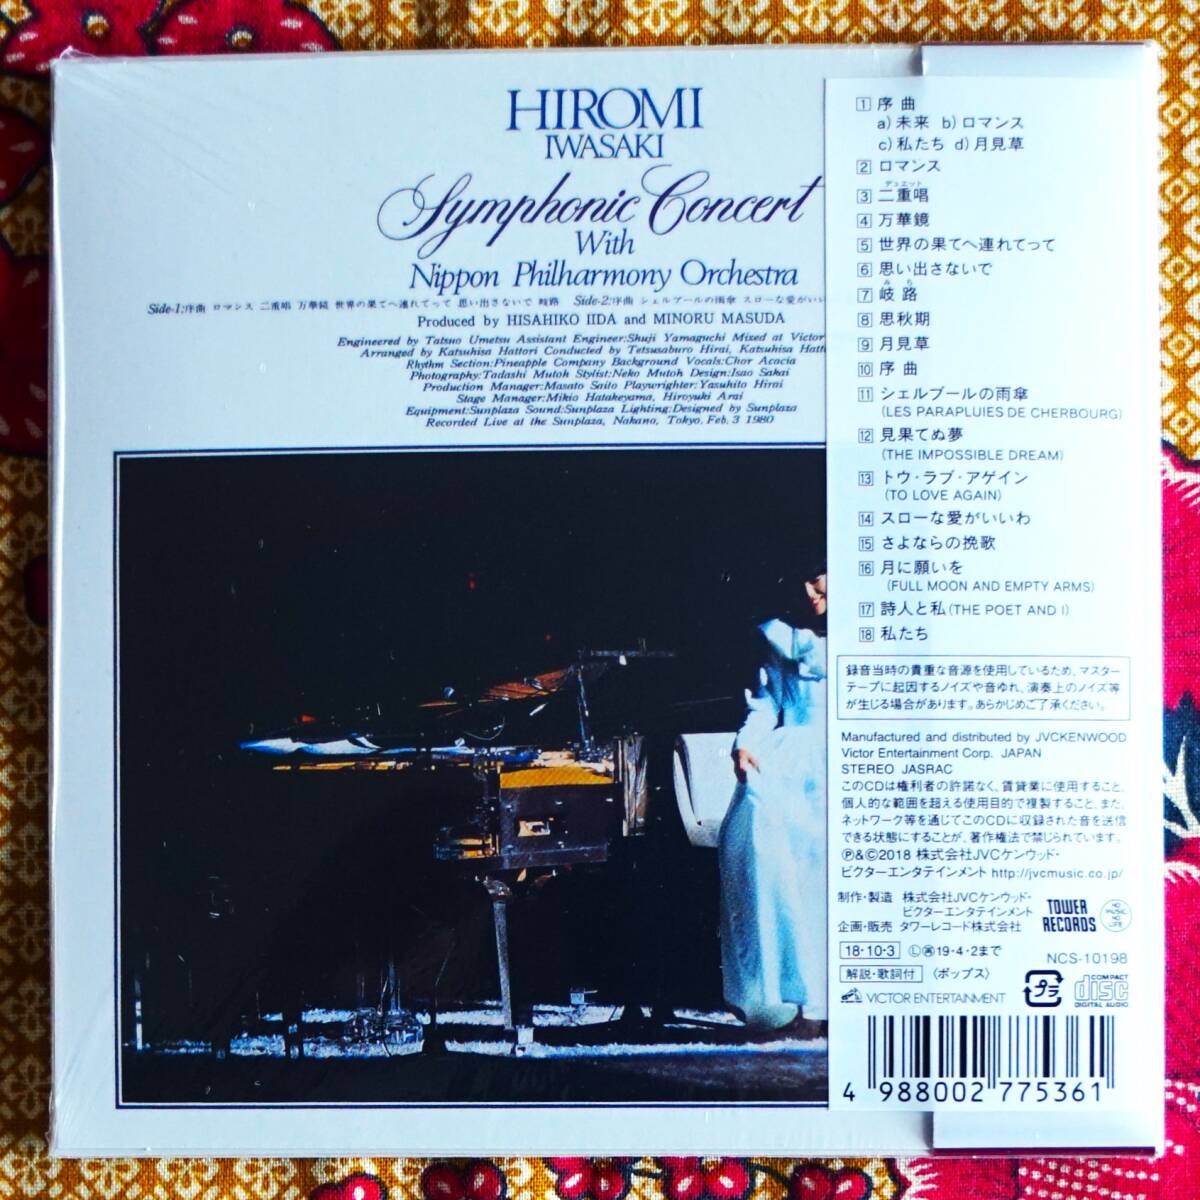 HIROMI
IWASAKI
Symphonic Concert
With
Nippon Philharmony Orchestra
Side-1:序曲 ロマンス 二重唱 万華鏡 世界の果てへ連れてって 思い出さないで 岐路 Side-2:序曲 シェルブールの雨傘 スローな愛がいい
Produced by HISAHIKO IIDA and MINORU MASUDA
Engineered by Tatsuo Umetsu Assistant Engineer:Shuji Yamaguchi Mixed at Victor
Arranged by Katsuhisa Hattori Conducted by Tetsusaburo Hirai, Katsuhisa Hatt
Rhythm Section:Pineapple Company Background Vocals:Chor Acacia
Photography:Tadashi Mutoh Stylist:Neko Mutoh Design:Isao Sakai
Production Manager:Masato Saito Playwrighter:Yasuhito Hirai
Stage Manager:Mikio Hatakeyama, Hiroyuki Arai
Equipment:Sunplaza Sound:Sunplaza Lighting:Designed by Sunplaza
Recorded Live at the Sunplaza, Nakano, Tokyo, Feb. 3 1980
1 序曲
a)未来 b)ロマンス
c)私たち d)月見草
2 ロマンス
デュエット
3 二重唱
4 万華鏡
5 世界の果てへ連れてって
6 思い出さないで
みち
7 岐路
8 思秋期
9 月見草
10 序曲
11 シェルブールの雨傘
(LES PARAPLUIES DE CHERBOURG)
12 見果てぬ夢
(THE IMPOSSIBLE DREAM)
13 トウ・ラブ・アゲイン
(TO LOVE AGAIN)
14 スローな愛がいいわ
15 さよならの挽歌
16 月に願いを
(FULL MOON AND EMPTY ARMS)
17 詩人と私(THE POET AND I)
18 私たち
録音当時の貴重な音源を使用しているため、マスター
テープに起因するノイズや音ゆれ、演奏上のノイズ等
が生じる場合があります。あらかじめご了承ください。
Manufactured and distributed by JVCKENWOOD
Victor Entertainment Corp. JAPAN
STEREO JASRAC
このCDは権利者の許諾なく、賃貸業に使用すること、
個人的な範囲を超える使用目的で複製すること、また、
ネットワーク等を通じてこのCDに収録された音を送信
できる状態にすることが、著作権法で禁じられています。
Ⓟ&©2018 株式会社JVCケンウッド・
ビクターエンタテインメント http://jvcmusic.co.jp/
制作・製造 株式会社JVCケンウッド・
ビクターエンタテインメント
企画・販売 タワーレコード株式会社
TOWER
RECORDS
NO
MUSIC
NO
LIFE
18・10・3 Ⓛ㊢19・4・2まで
NCS-10198
解説・歌詞付 〈ポップス〉
プラ
COMPACT
disc
DIGITAL AUDIO
VICTOR ENTERTAINMENT
4 988002 775361